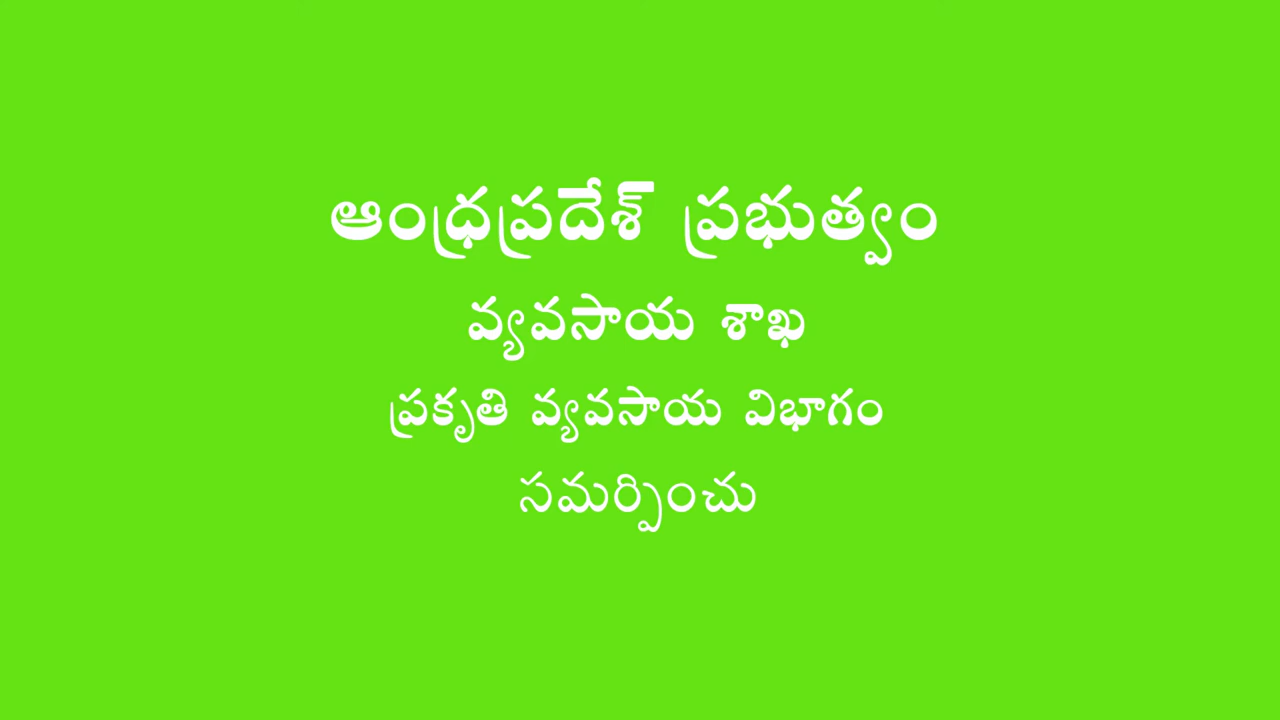 ఆంధ్రప్రదేశ్ ప్రభుత్వం
వ్యవసాయ శాఖ
ప్రకృతి వ్యవసాయ విభాగం
సమర్పించు